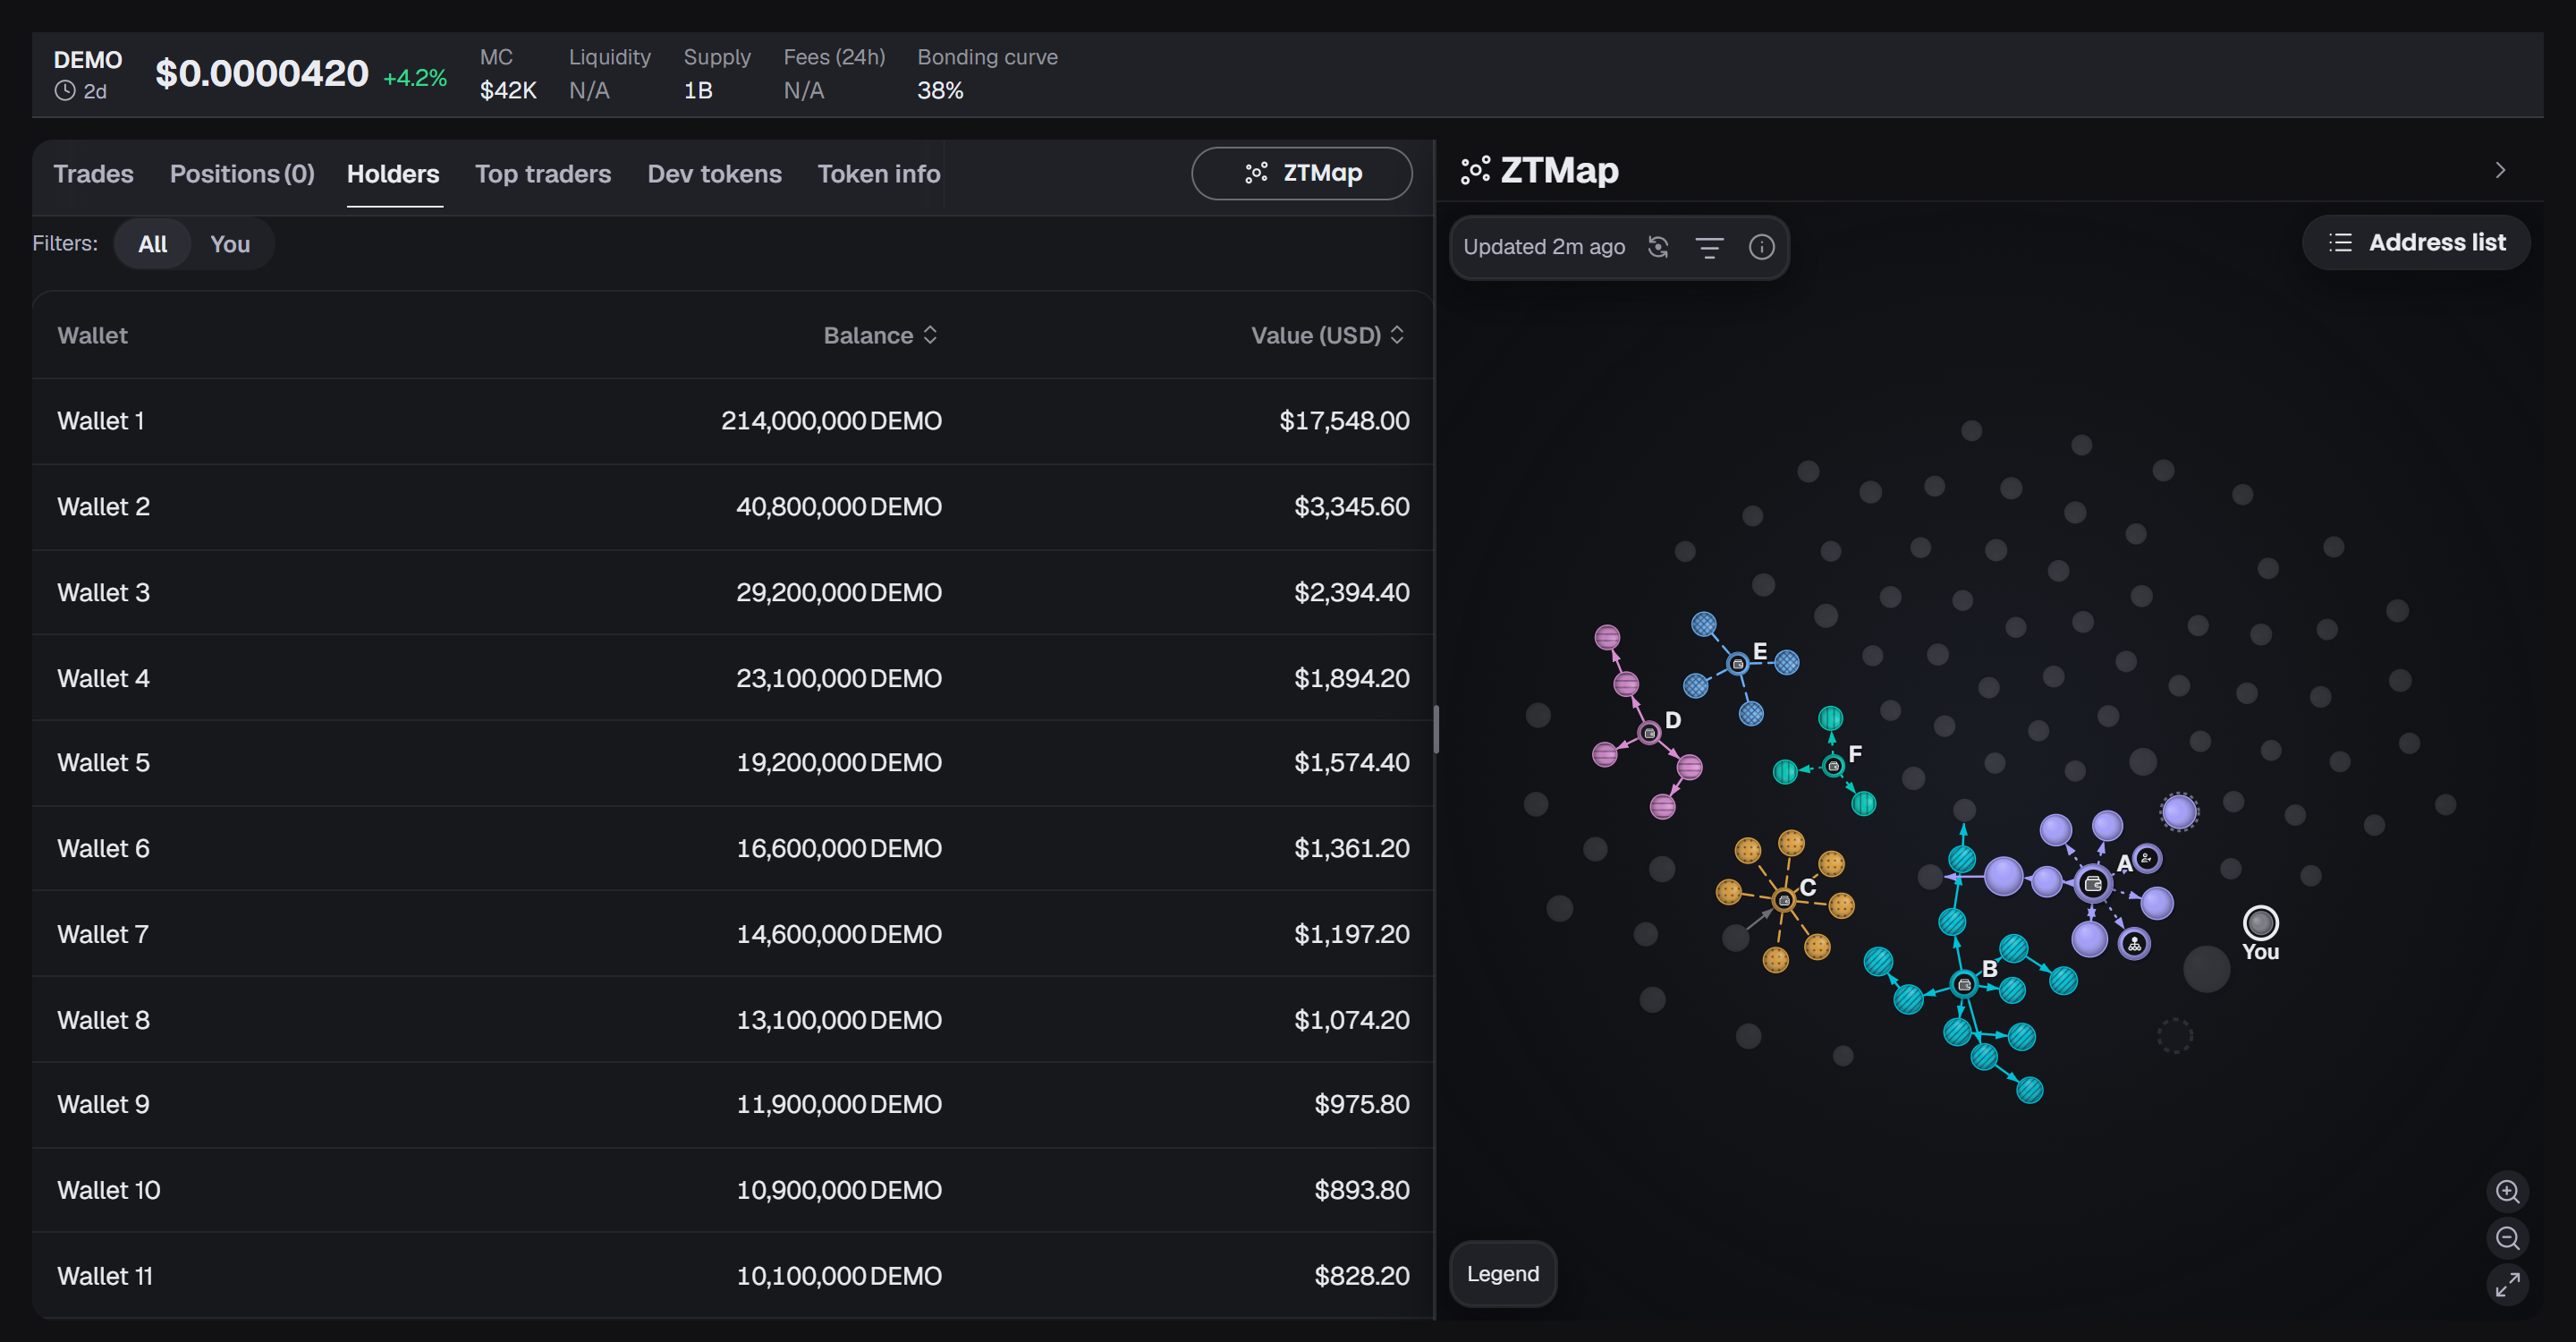 DEMO
2d
$0.0000420 +4.2%
MC
$42K
Liquidity
N/A
Supply
1B
Fees (24h)
N/A
Bonding curve
38%
Trades Positions (0) Holders Top traders Dev tokens Token info
ZTMap
Filters: All You
Wallet Balance Value (USD)
Wallet 1 214,000,000 DEMO $17,548.00
Wallet 2 40,800,000 DEMO $3,345.60
Wallet 3 29,200,000 DEMO $2,394.40
Wallet 4 23,100,000 DEMO $1,894.20
Wallet 5 19,200,000 DEMO $1,574.40
Wallet 6 16,600,000 DEMO $1,361.20
Wallet 7 14,600,000 DEMO $1,197.20
Wallet 8 13,100,000 DEMO $1,074.20
Wallet 9 11,900,000 DEMO $975.80
Wallet 10 10,900,000 DEMO $893.80
Wallet 11 10,100,000 DEMO $828.20
ZTMap
Updated 2m ago
Address list
E
D
F
A
C
You
B
Legend